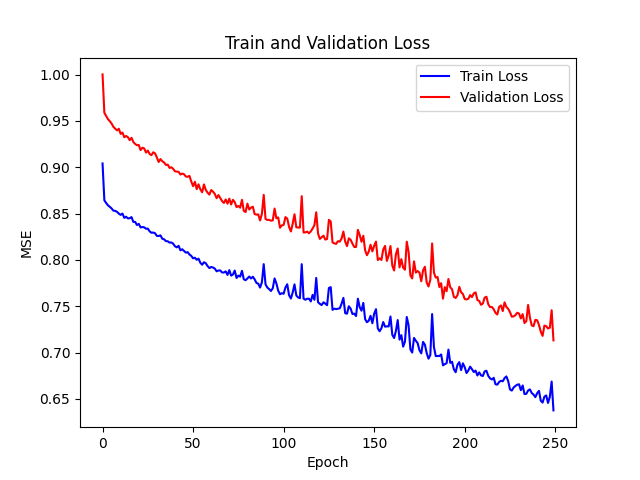 Train and Validation Loss
Train Loss
Validation Loss
MSE
1.00
0.95
0.90
0.85
0.80
0.75
0.70
0.65
0 50 100 150 200 250
Epoch